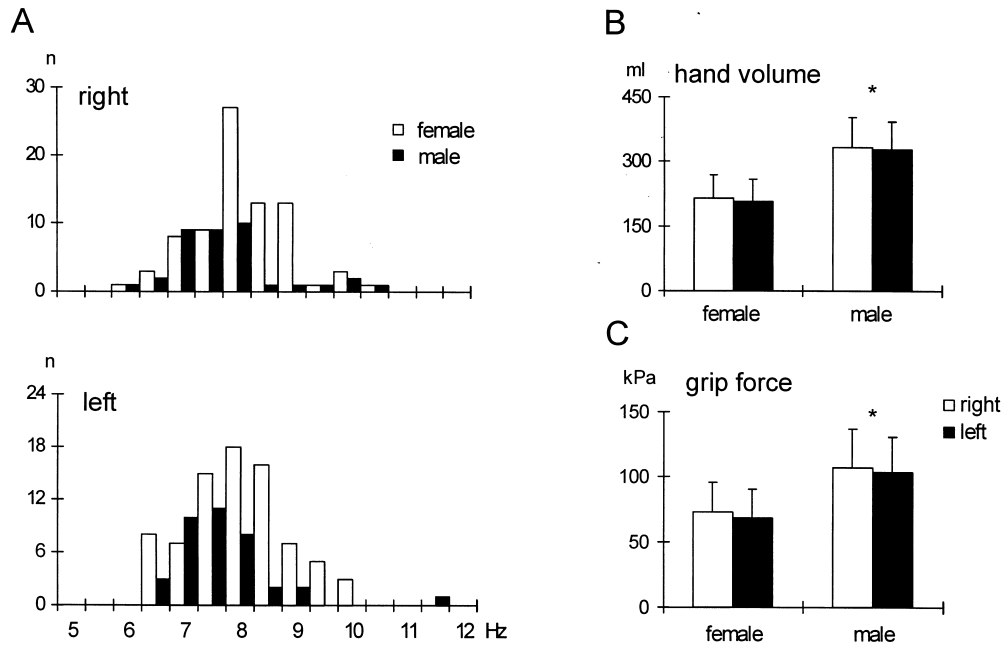 A
n
30
20
10
0
right
female
male
n
24
18
12
6
0
left
5 6 7 8 9 10 11 12 Hz
B
ml
hand volume
450
300
150
0
*
female male
C
kPa
grip force
150
100
50
0
*
right
left
female male